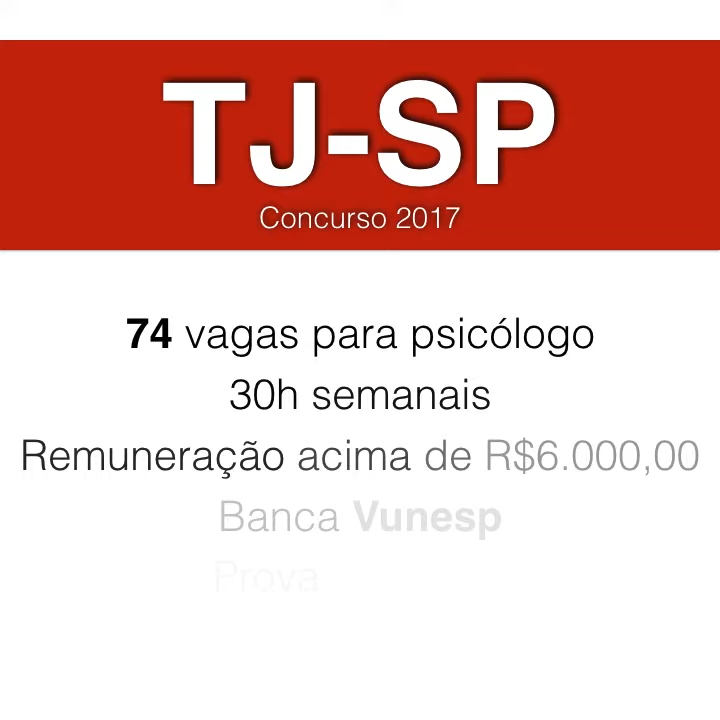 TJ-SP
Concurso 2017
74 vagas para psicólogo
30h semanais
Remuneração acima de R$6.000,00
Banca Vunesp
Prova